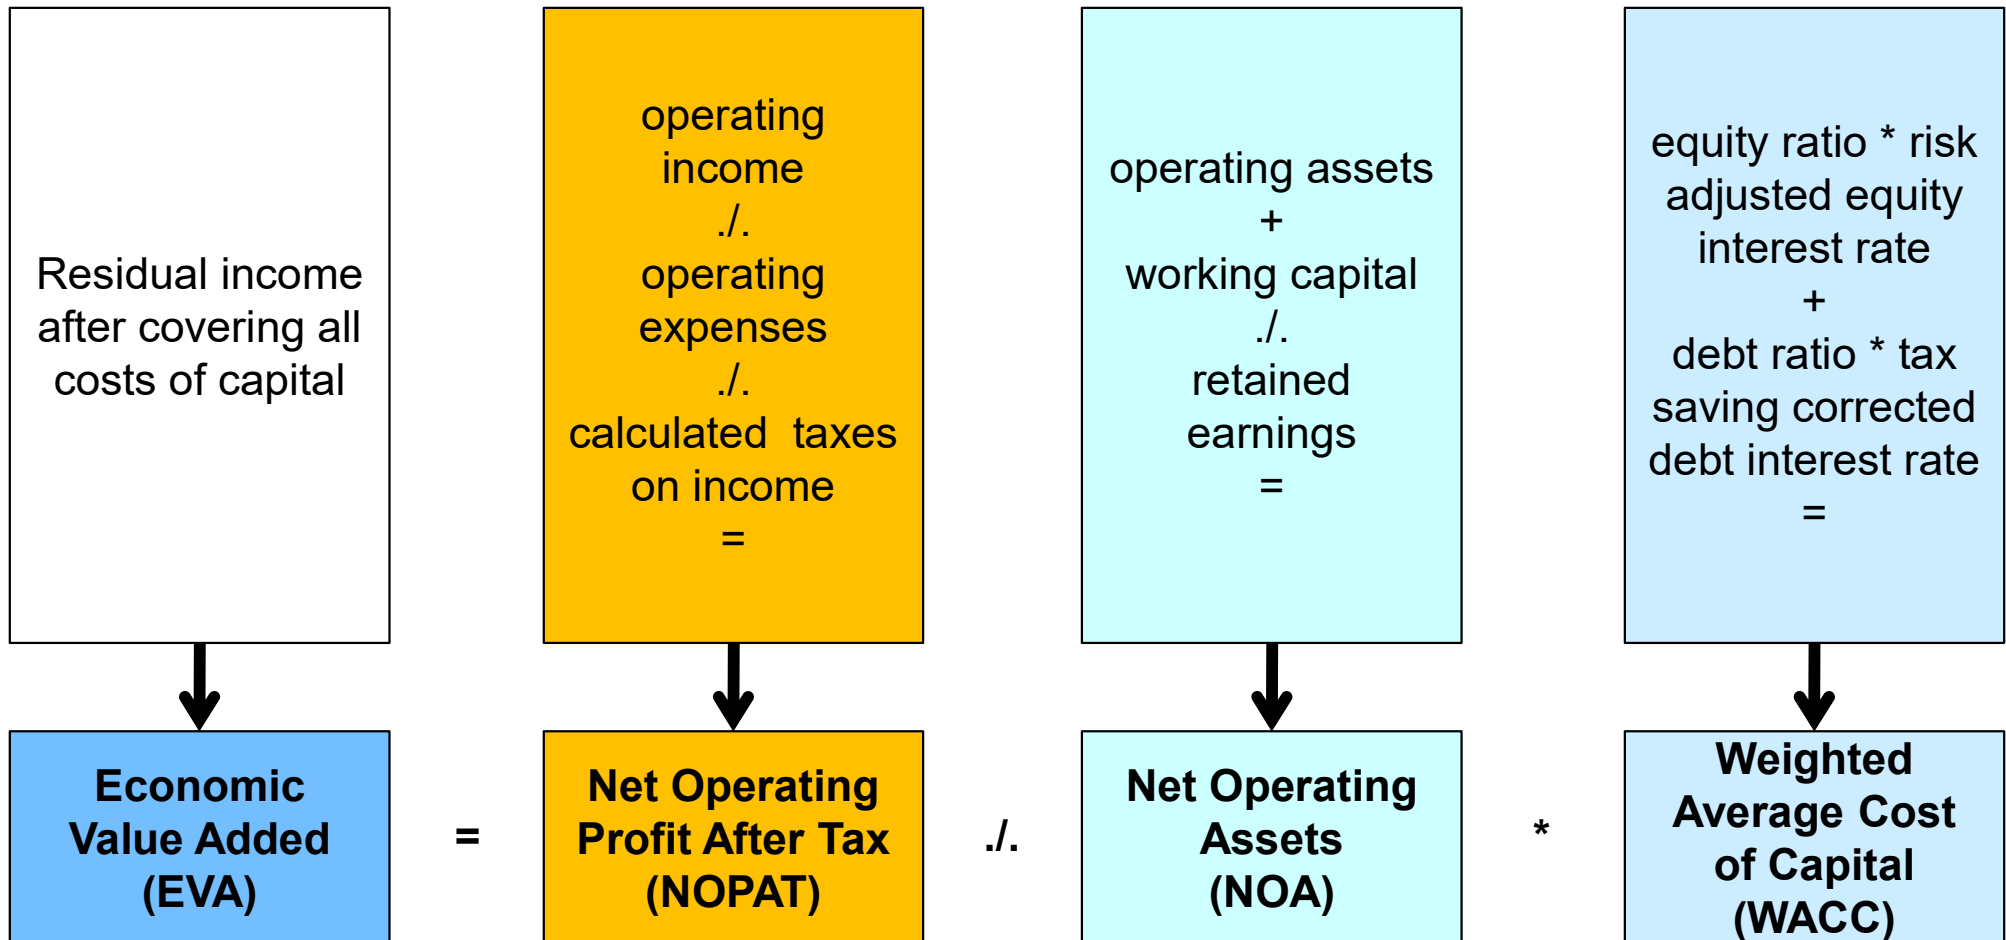 Residual income
after covering all
costs of capital
operating
income
./.
operating
expenses
./.
calculated  taxes
on income
=
operating assets
+
working capital
./.
retained
earnings
=
equity ratio * risk
adjusted equity
interest rate
+
debt ratio * tax
saving corrected
debt interest rate
=
Economic
Value Added
(EVA)
=
Net Operating
Profit After Tax
(NOPAT)
./.
Net Operating
Assets
(NOA)
*
Weighted
Average Cost
of Capital
(WACC)